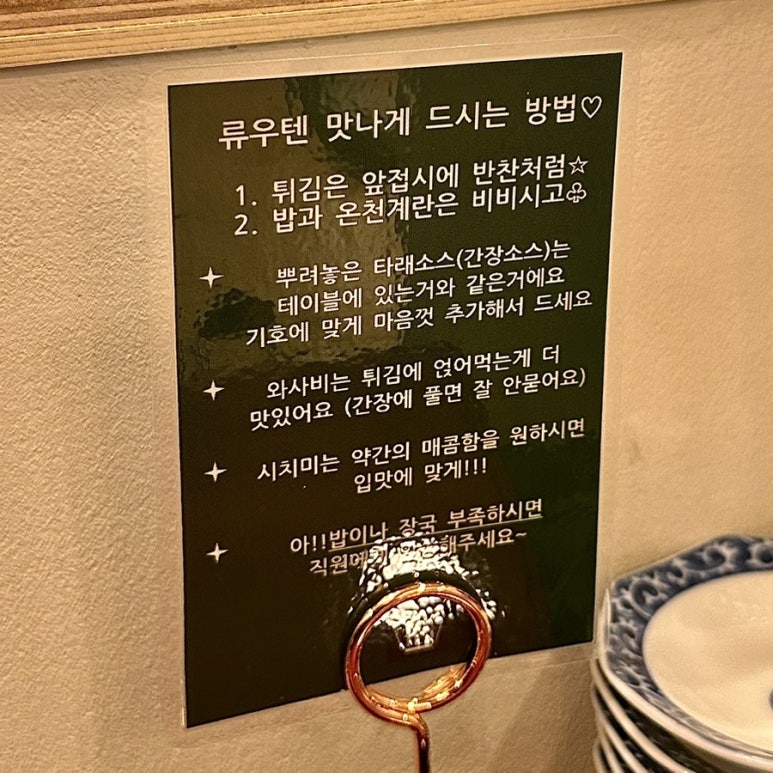 류우텐 맛나게 드시는 방법♡
1. 튀김은 앞접시에 반찬처럼☆
2. 밥과 온천계란은 비비시고♧
✦ 뿌려놓은 타래소스(간장소스)는
테이블에 있는거와 같은거에요
기호에 맞게 마음껏 추가해서 드세요
✦ 와사비는 튀김에 얹어먹는게 더
맛있어요 (간장에 풀면 잘 안묻어요)
✦ 시치미는 약간의 매콤함을 원하시면
입맛에 맞게!!!
✦ 아!!밥이나 장국 부족하시면